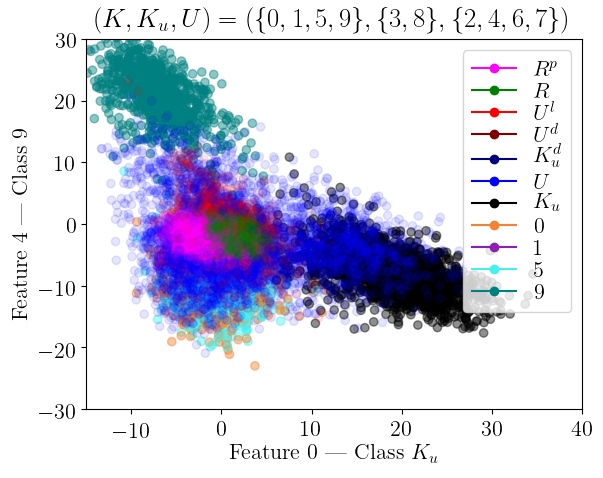 (K, K_u, U) = ({0, 1, 5, 9}, {3, 8}, {2, 4, 6, 7})
30
20
10
0
−10
−20
−30
Feature 4 — Class 9
R^p
R
U^l
U^d
K_u^d
U
K_u
0
1
5
9
−10
0
10
20
30
40
Feature 0 — Class K_u